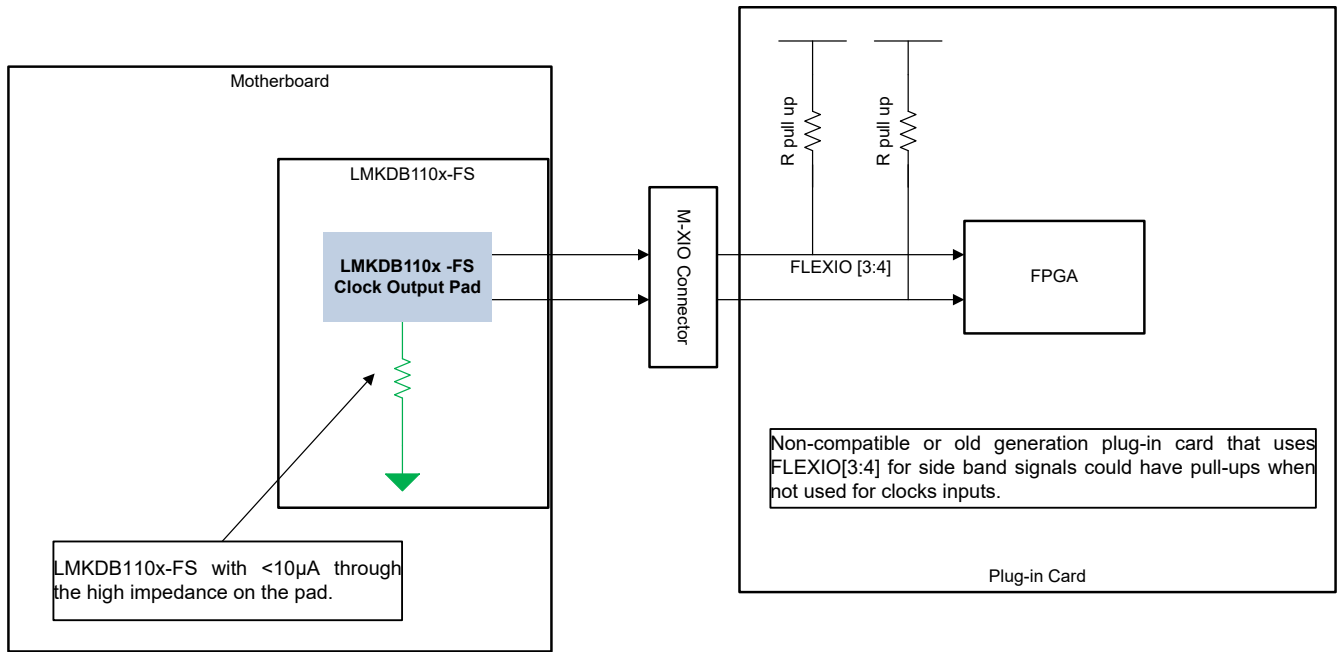 Motherboard
LMKDB110x-FS
LMKDB110x -FS
Clock Output Pad
LMKDB110x-FS with <10µA through
the high impedance on the pad.
M-XIO Connector
R pull up
R pull up
FLEXIO [3:4]
FPGA
Non-compatible or old generation plug-in card that uses
FLEXIO[3:4] for side band signals could have pull-ups when
not used for clocks inputs.
Plug-in Card